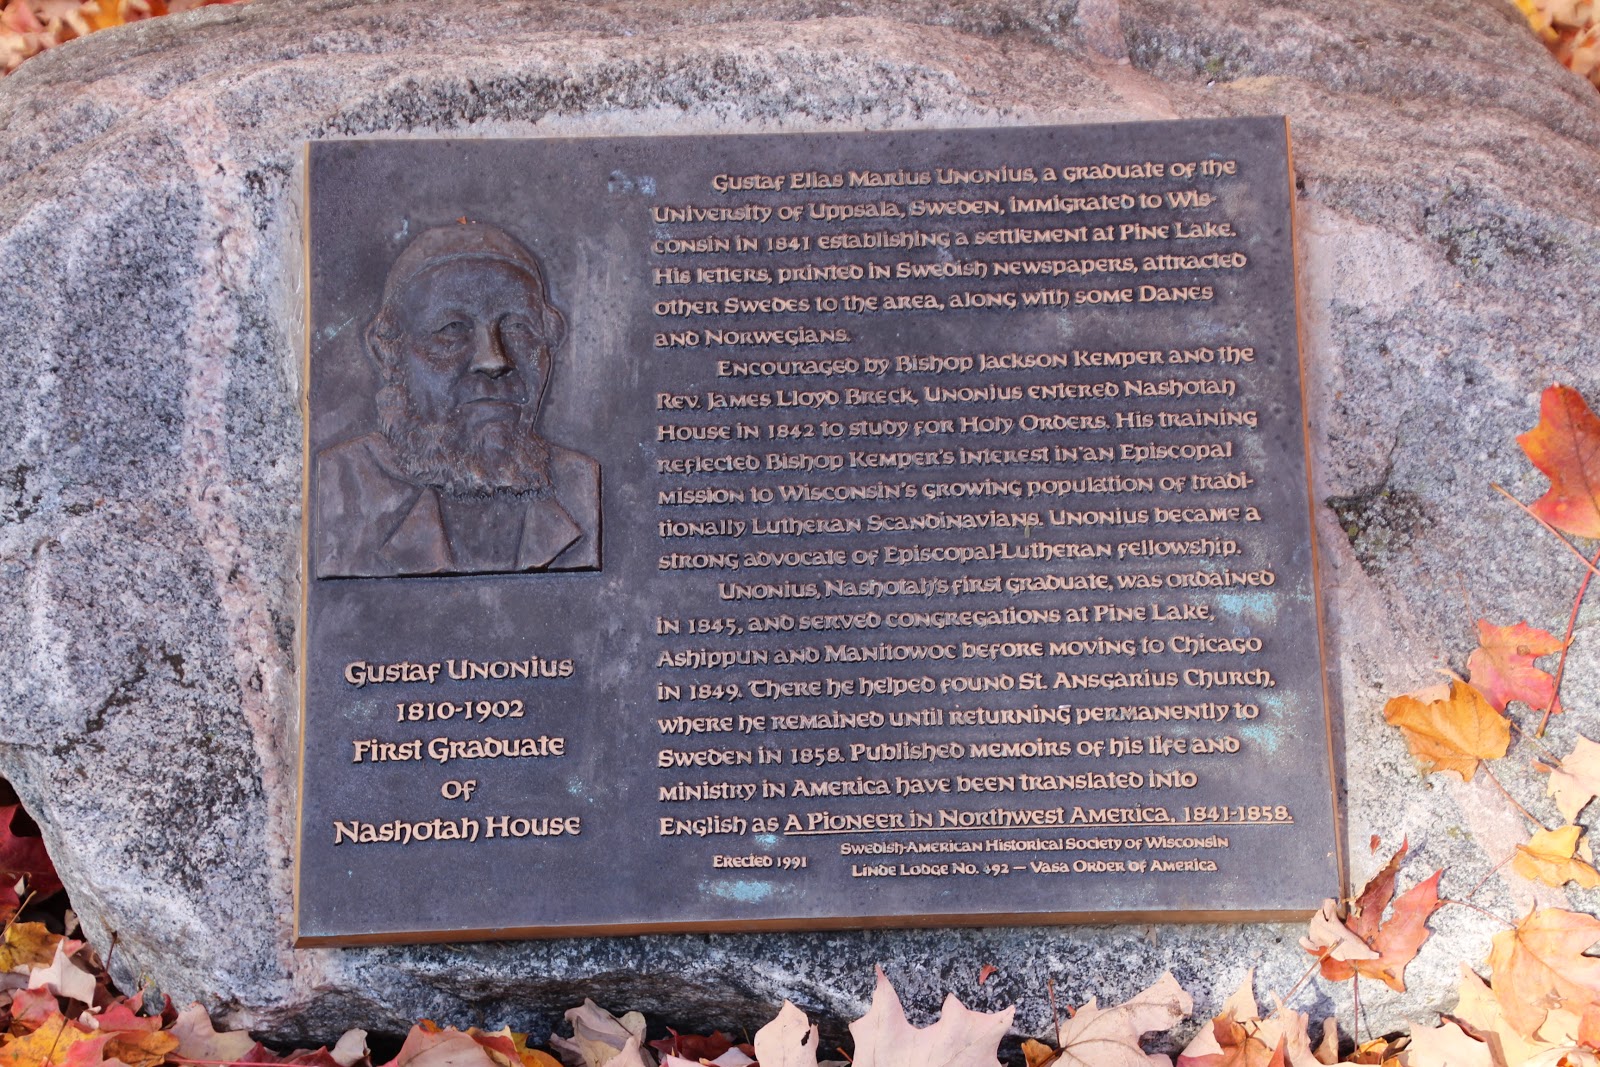 Gustaf Unonius
1810-1902
First Graduate
of
Nashotah House
Gustaf Elias Marius Unonius, a graduate of the
University of Uppsala, Sweden, immigrated to Wis-
consin in 1841 establishing a settlement at Pine Lake.
His letters, printed in Swedish newspapers, attracted
other Swedes to the area, along with some Danes
and Norwegians.
Encouraged by Bishop Jackson Kemper and the
Rev. James Lloyd Breck, Unonius entered Nashotah
House in 1842 to study for Holy Orders. His training
reflected Bishop Kemper's interest in an Episcopal
mission to Wisconsin's growing population of tradi-
tionally Lutheran Scandinavians. Unonius became a
strong advocate of Episcopal-Lutheran fellowship.
Unonius, Nashotah's first graduate, was ordained
in 1845, and served congregations at Pine Lake,
Ashippun and Manitowoc before moving to Chicago
in 1849. There he helped found St. Ansgarius Church,
where he remained until returning permanently to
Sweden in 1858. Published memoirs of his life and
ministry in America have been translated into
English as A Pioneer in Northwest America, 1841-1858.
Erected 1991
Swedish-American Historical Society of Wisconsin
Linde Lodge No. 492 — Vasa Order of America